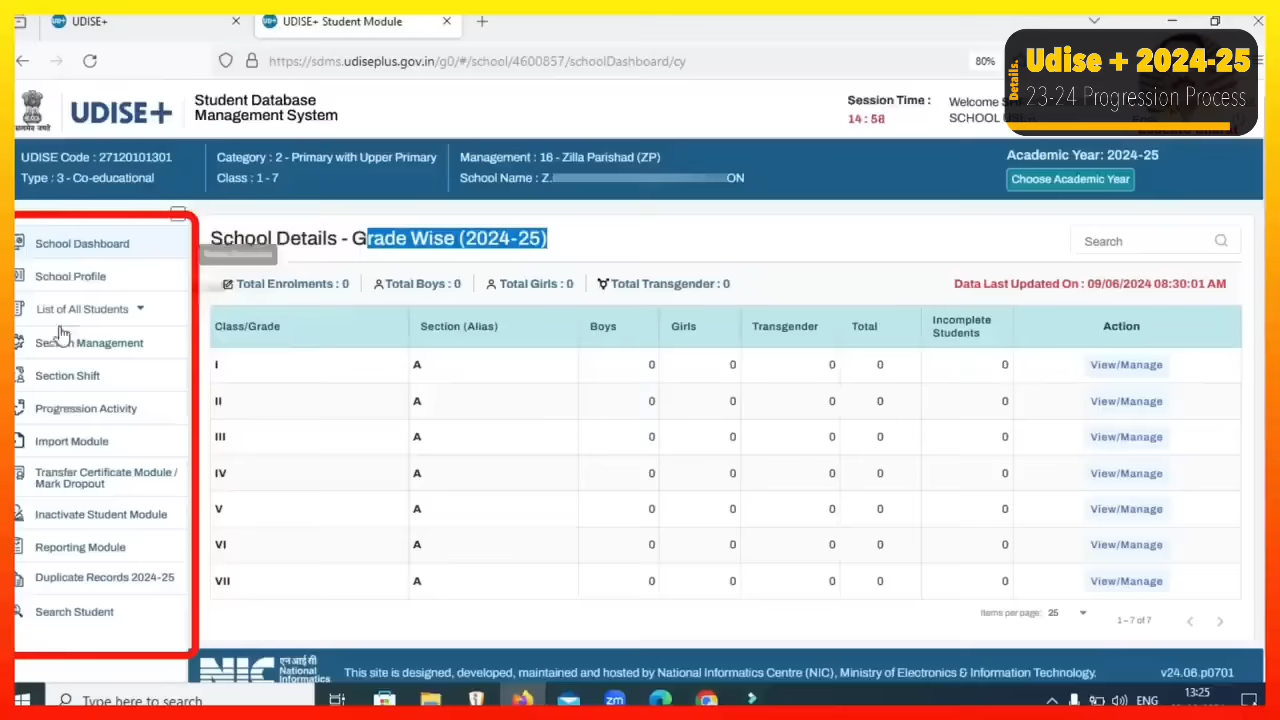 UDISE+
UDISE+ Student Module
https://sdms.udiseplus.gov.in/g0/#/school/4600857/schoolDashboard/cy
80%
Details.
Udise + 2024-25
23-24 Progression Process
सत्यमेव जयते
UDISE+
Student Database
Management System
Session Time :
14 : 58
Welcome
SCHOOL
UDISE Code : 27120101301
Type : 3 - Co-educational
Category : 2 - Primary with Upper Primary
Class : 1 - 7
Management : 16 - Zilla Parishad (ZP)
School Name : Z. ON
Academic Year: 2024-25
Choose Academic Year
School Dashboard
School Profile
List of All Students
Section Management
Section Shift
Progression Activity
Import Module
Transfer Certificate Module /
Mark Dropout
Inactivate Student Module
Reporting Module
Duplicate Records 2024-25
Search Student
School Details - Grade Wise (2024-25)
Search
Total Enrolments : 0 Total Boys : 0 Total Girls : 0 Total Transgender : 0
Data Last Updated On : 09/06/2024 08:30:01 AM
Class/Grade Section (Alias) Boys Girls Transgender Total Incomplete Students Action
I A 0 0 0 0 0 View/Manage
II A 0 0 0 0 0 View/Manage
III A 0 0 0 0 0 View/Manage
IV A 0 0 0 0 0 View/Manage
V A 0 0 0 0 0 View/Manage
VI A 0 0 0 0 0 View/Manage
VII A 0 0 0 0 0 View/Manage
Items per page: 25 1 – 7 of 7
NIC
एन आई सी
National
Informatics
This site is designed, developed, maintained and hosted by National Informatics Centre (NIC), Ministry of Electronics & Information Technology.
v24.06.p0701
Type here to search
zm
ENG
13:25